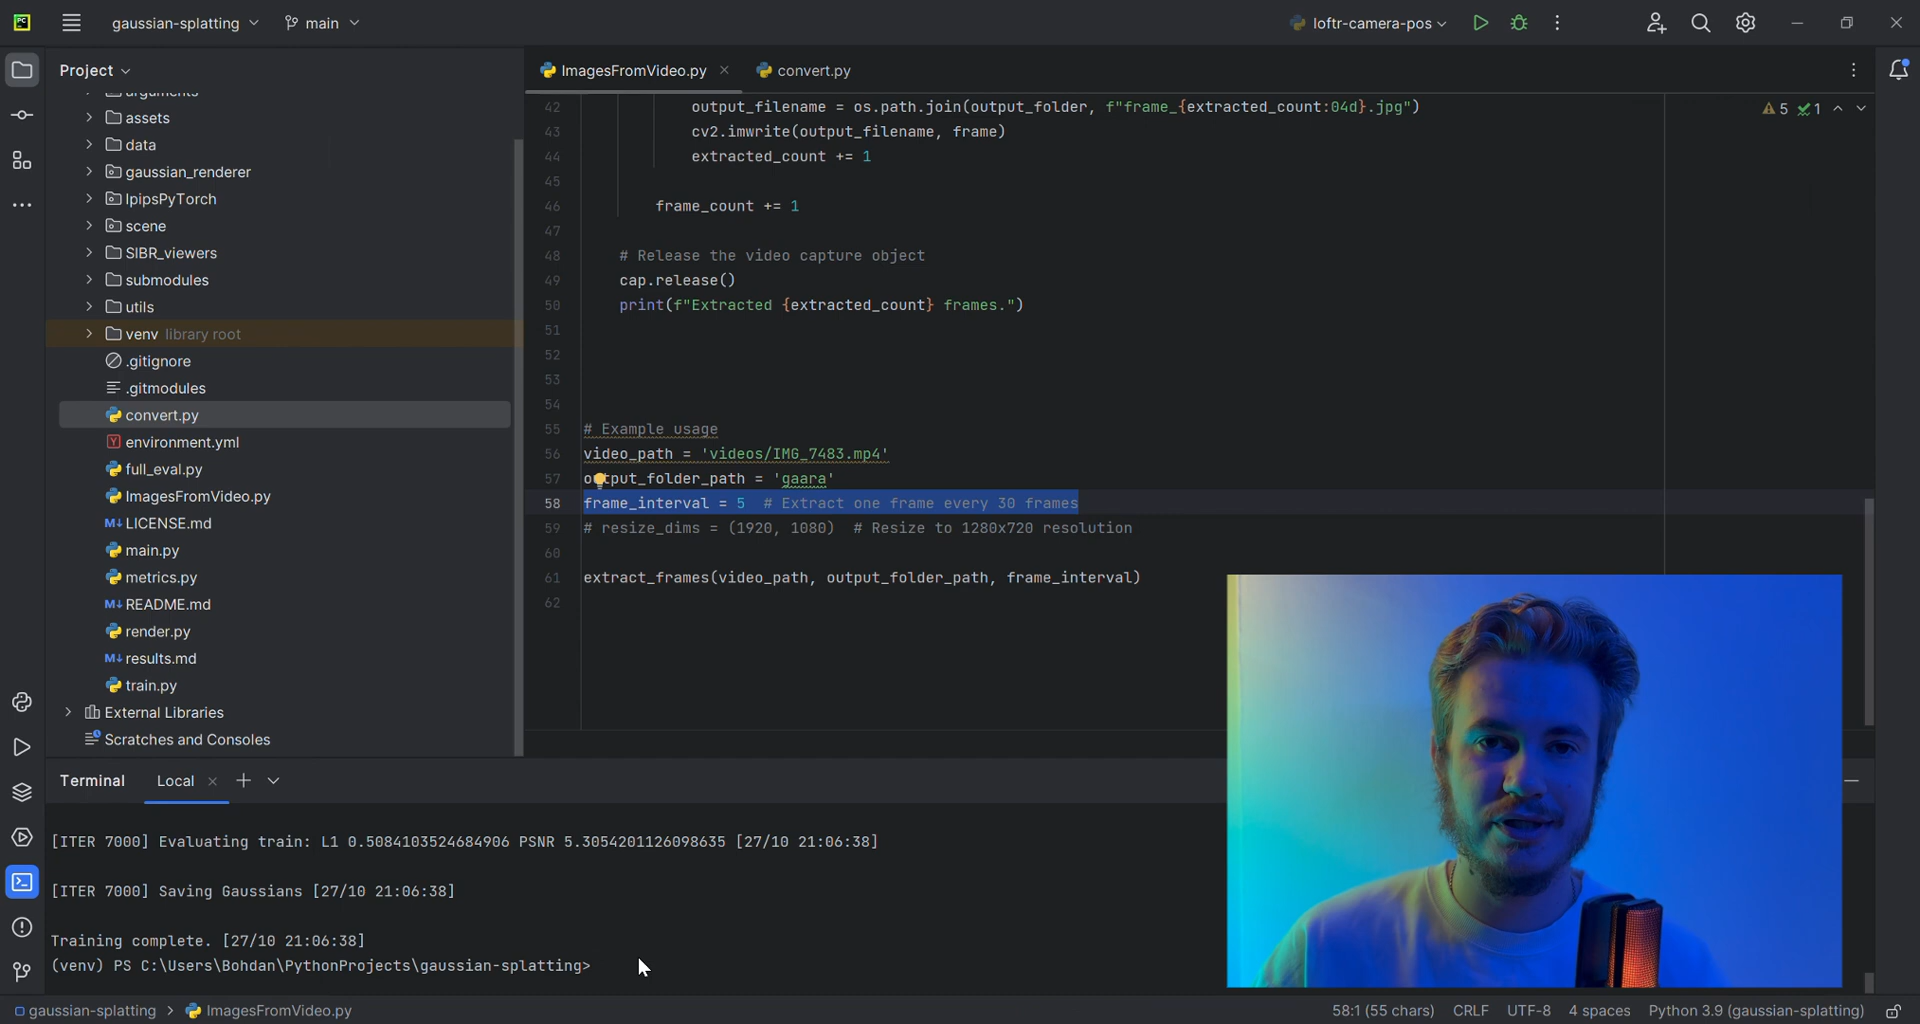 PC gaussian-splatting main loftr-camera-pos
Project
ImagesFromVideo.py
convert.py
arguments
assets
data
gaussian_renderer
lpipsPyTorch
scene
SIBR_viewers
submodules
utils
venv library root
.gitignore
.gitmodules
convert.py
environment.yml
full_eval.py
ImagesFromVideo.py
LICENSE.md
main.py
metrics.py
README.md
render.py
results.md
train.py
External Libraries
Scratches and Consoles
5 1
42 output_filename = os.path.join(output_folder, f"frame_{extracted_count:04d}.jpg")
43 cv2.imwrite(output_filename, frame)
44 extracted_count += 1
45
46 frame_count += 1
47
48 # Release the video capture object
49 cap.release()
50 print(f"Extracted {extracted_count} frames.")
51
52
53
54
55 # Example usage
56 video_path = 'videos/IMG_7483.mp4'
57 output_folder_path = 'gaara'
58 frame_interval = 5 # Extract one frame every 30 frames
59 # resize_dims = (1920, 1080) # Resize to 1280x720 resolution
60
61 extract_frames(video_path, output_folder_path, frame_interval)
62
Terminal Local
[ITER 7000] Evaluating train: L1 0.5084103524684906 PSNR 5.3054201126098635 [27/10 21:06:38]
[ITER 7000] Saving Gaussians [27/10 21:06:38]
Training complete. [27/10 21:06:38]
(venv) PS C:\Users\Bohdan\PythonProjects\gaussian-splatting>
gaussian-splatting > ImagesFromVideo.py
58:1 (55 chars) CRLF UTF-8 4 spaces Python 3.9 (gaussian-splatting)